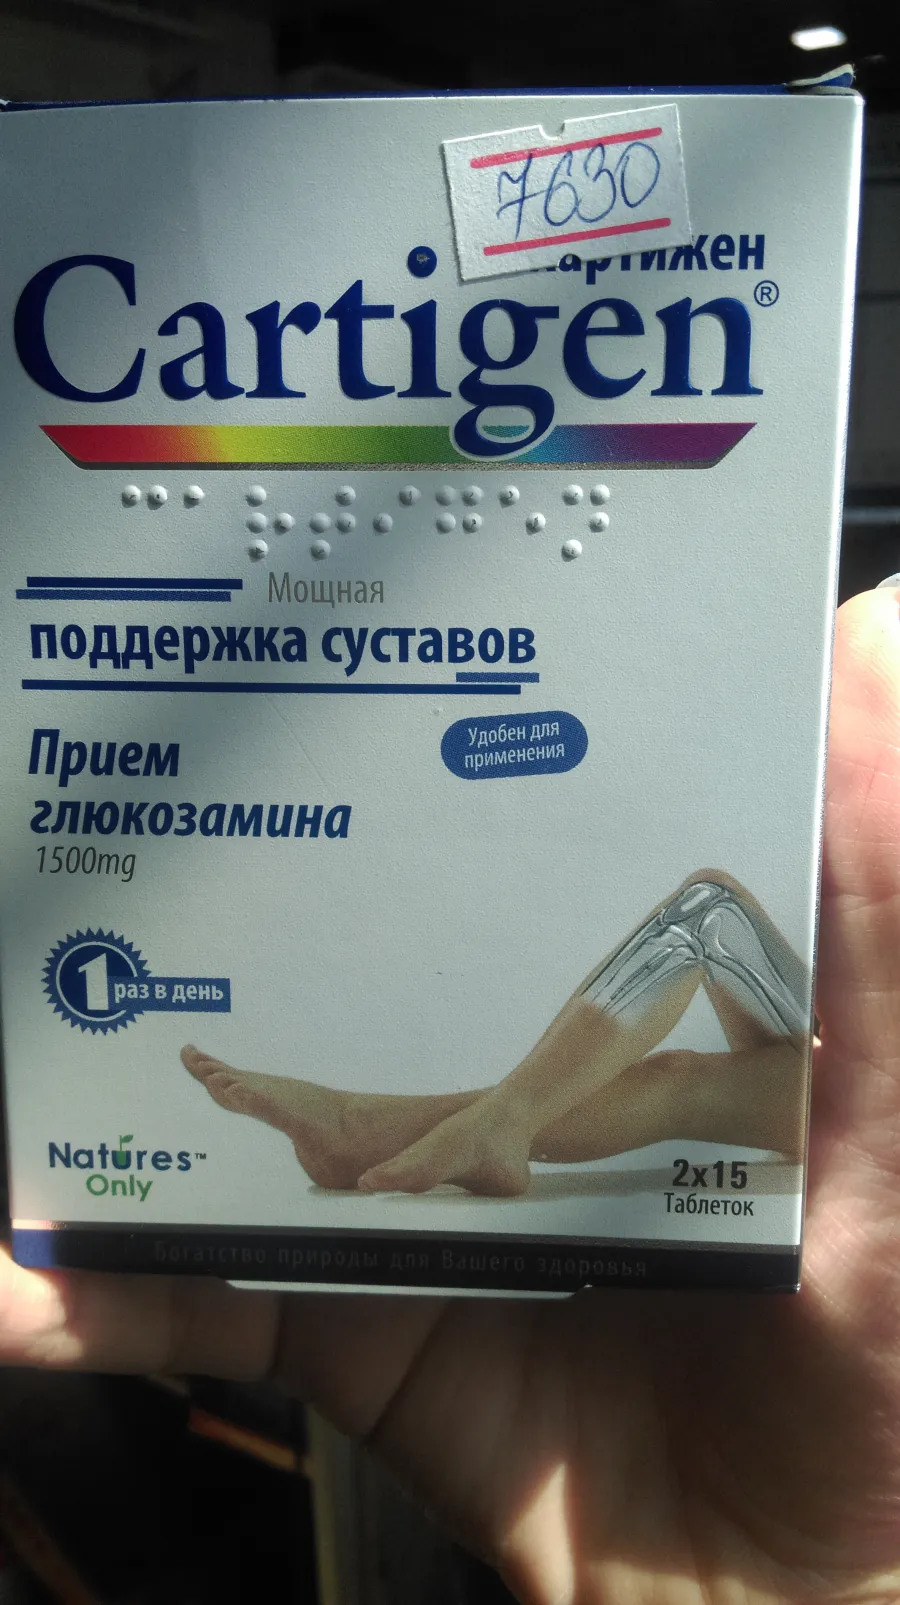 7630
картижен
Cartigen®
Мощная
поддержка суставов
Удобен для
применения
Прием
глюкозамина
1500mg
1 раз в день
Natures™
Only
2x15
Таблеток
Богатство природы для Вашего здоровья